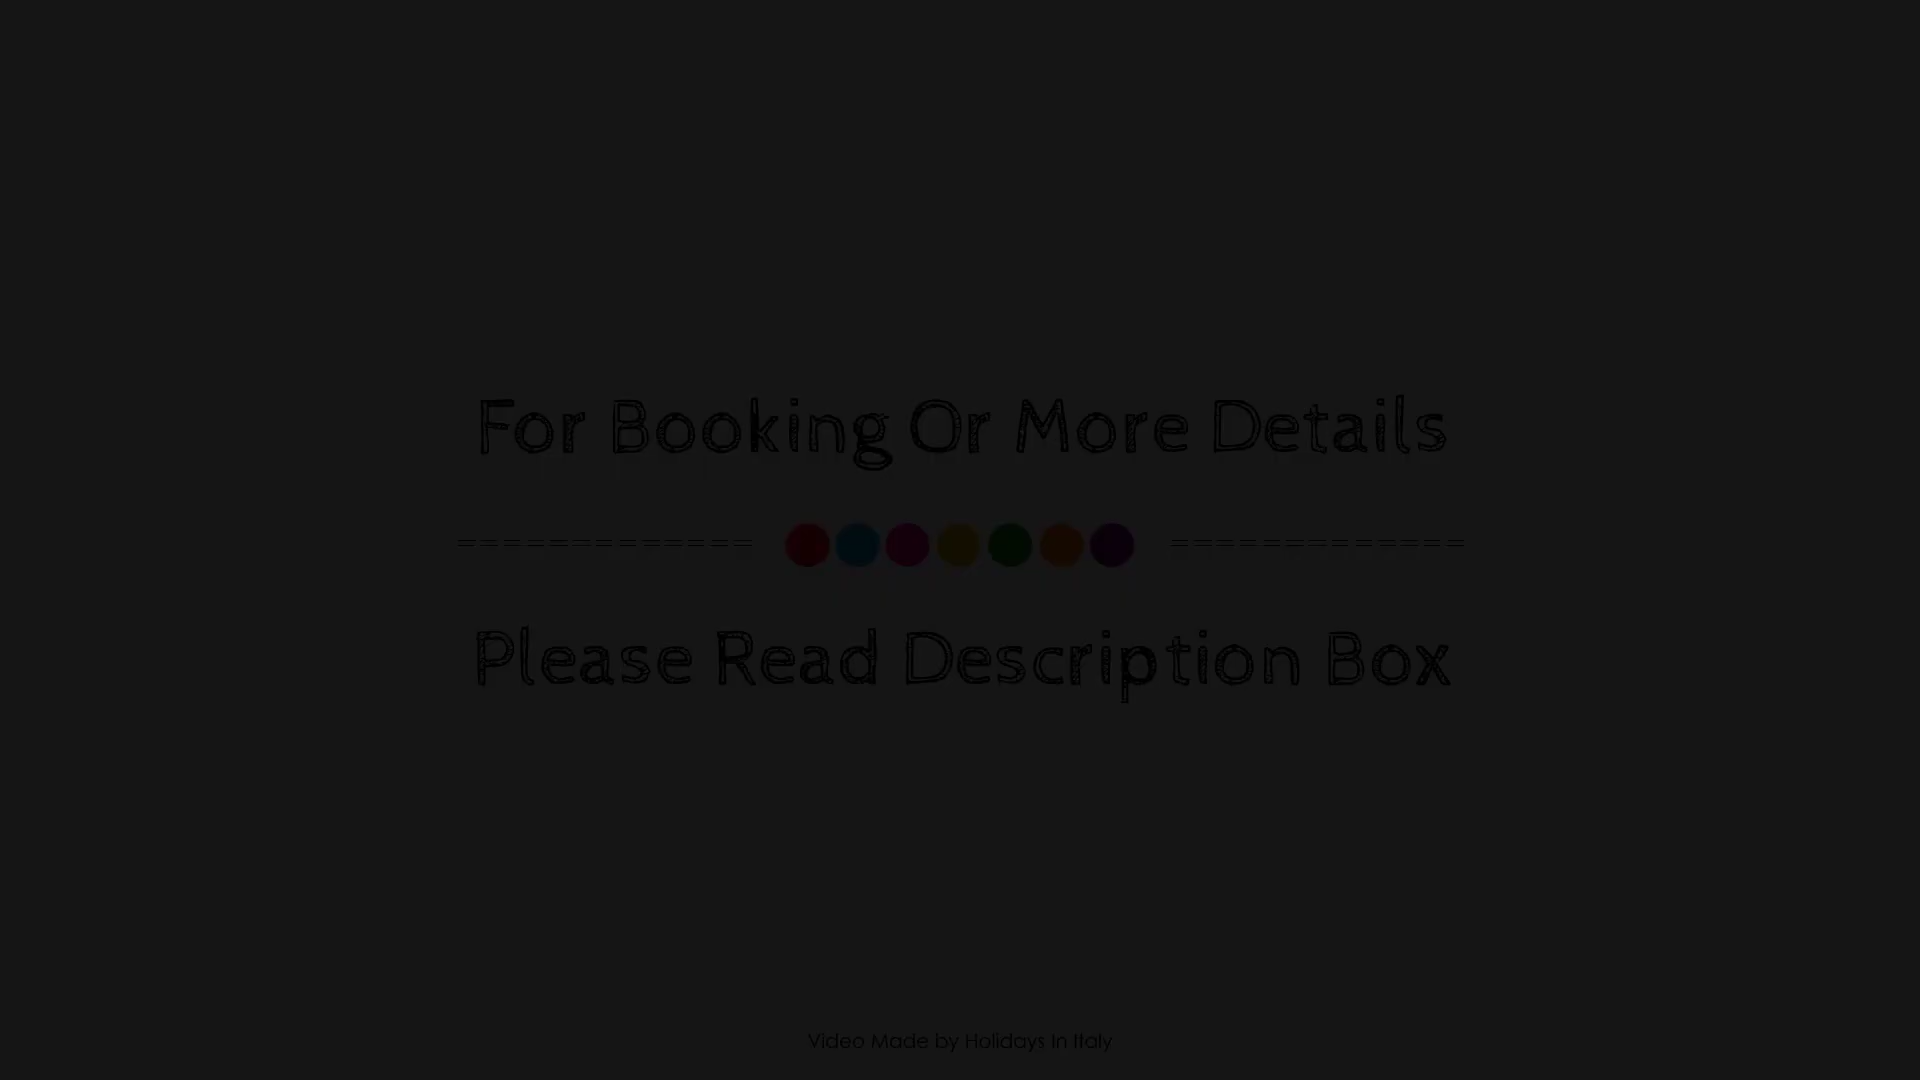 For Booking Or More Details
============= =============
Please Read Description Box
Video Made by Holidays In Italy